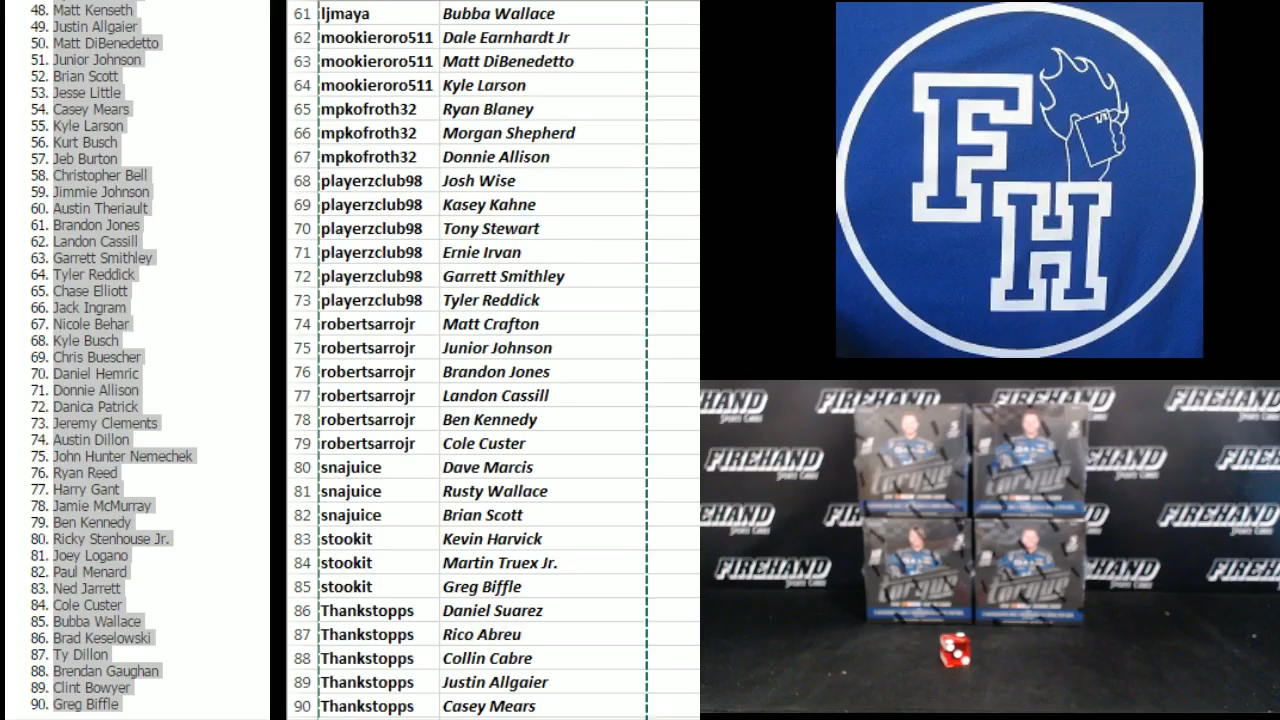 48. Matt Kenseth
49. Justin Allgaier
50. Matt DiBenedetto
51. Junior Johnson
52. Brian Scott
53. Jesse Little
54. Casey Mears
55. Kyle Larson
56. Kurt Busch
57. Jeb Burton
58. Christopher Bell
59. Jimmie Johnson
60. Austin Theriault
61. Brandon Jones
62. Landon Cassill
63. Garrett Smithley
64. Tyler Reddick
65. Chase Elliott
66. Jack Ingram
67. Nicole Behar
68. Kyle Busch
69. Chris Buescher
70. Daniel Hemric
71. Donnie Allison
72. Danica Patrick
73. Jeremy Clements
74. Austin Dillon
75. John Hunter Nemechek
76. Ryan Reed
77. Harry Gant
78. Jamie McMurray
79. Ben Kennedy
80. Ricky Stenhouse Jr.
81. Joey Logano
82. Paul Menard
83. Ned Jarrett
84. Cole Custer
85. Bubba Wallace
86. Brad Keselowski
87. Ty Dillon
88. Brendan Gaughan
89. Clint Bowyer
90. Greg Biffle
61 ljmaya Bubba Wallace
62 mookieroro511 Dale Earnhardt Jr
63 mookieroro511 Matt DiBenedetto
64 mookieroro511 Kyle Larson
65 mpkofroth32 Ryan Blaney
66 mpkofroth32 Morgan Shepherd
67 mpkofroth32 Donnie Allison
68 playerzclub98 Josh Wise
69 playerzclub98 Kasey Kahne
70 playerzclub98 Tony Stewart
71 playerzclub98 Ernie Irvan
72 playerzclub98 Garrett Smithley
73 playerzclub98 Tyler Reddick
74 robertsarrojr Matt Crafton
75 robertsarrojr Junior Johnson
76 robertsarrojr Brandon Jones
77 robertsarrojr Landon Cassill
78 robertsarrojr Ben Kennedy
79 robertsarrojr Cole Custer
80 snajuice Dave Marcis
81 snajuice Rusty Wallace
82 snajuice Brian Scott
83 stookit Kevin Harvick
84 stookit Martin Truex Jr.
85 stookit Greg Biffle
86 Thankstopps Daniel Suarez
87 Thankstopps Rico Abreu
88 Thankstopps Collin Cabre
89 Thankstopps Justin Allgaier
90 Thankstopps Casey Mears
FH
1/1
FIREHAND
FIREHAND
FIREHAND
FIREHAND
FIREHAND
FIREHAND
FIREHAND
Torque
Torque
Torque
Torque